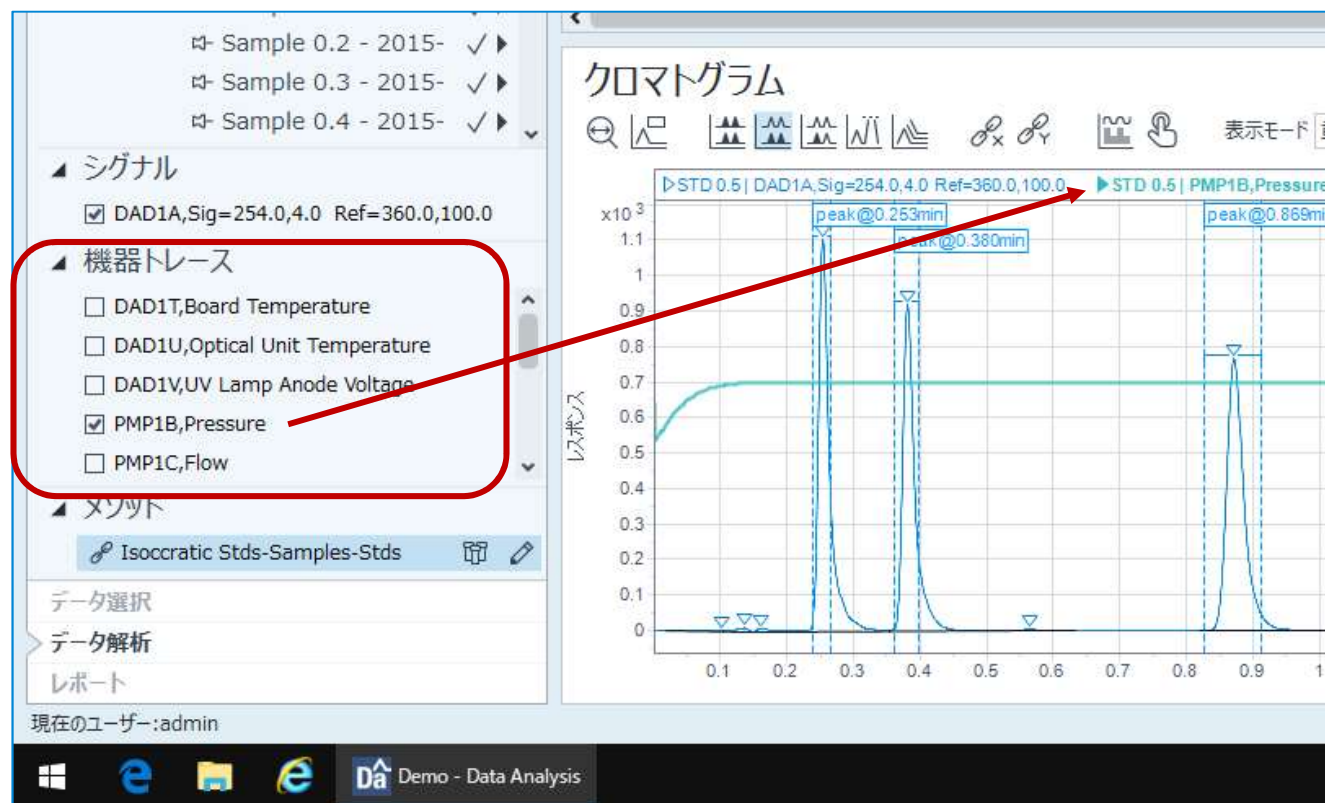 Sample 0.2 - 2015-
Sample 0.3 - 2015-
Sample 0.4 - 2015-
シグナル
DAD1A,Sig=254.0,4.0 Ref=360.0,100.0
機器トレース
DAD1T,Board Temperature
DAD1U,Optical Unit Temperature
DAD1V,UV Lamp Anode Voltage
PMP1B,Pressure
PMP1C,Flow
メソッド
Isoccratic Stds-Samples-Stds
データ選択
データ解析
レポート
現在のユーザー:admin
クロマトグラム
X Y 表示モード
STD 0.5 | DAD1A,Sig=254.0,4.0 Ref=360.0,100.0 STD 0.5 | PMP1B,Pressure
x10 3
peak@0.253min peak@0.869mi
peak@0.380min
1.1
1
0.9
0.8
0.7
0.6
0.5
0.4
0.3
0.2
0.1
0
レスポンス
0.1 0.2 0.3 0.4 0.5 0.6 0.7 0.8 0.9 1
Da Demo - Data Analysis